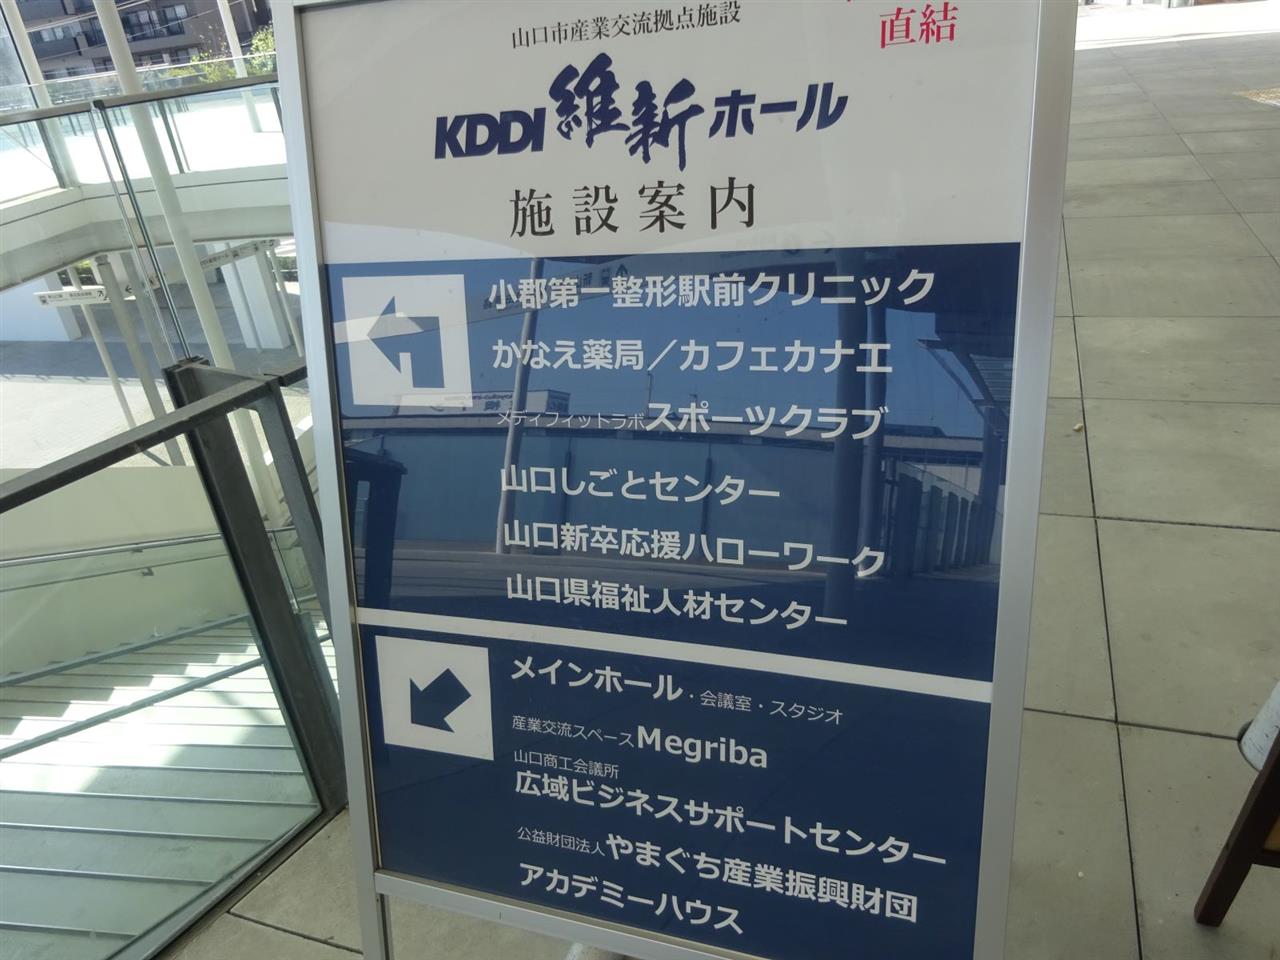 直結
山口市産業交流拠点施設
KDDI維新ホール
施設案内
小郡第一整形駅前クリニック
かなえ薬局／カフェカナエ
メディフィットラボスポーツクラブ
山口しごとセンター
山口新卒応援ハローワーク
山口県福祉人材センター
メインホール・会議室・スタジオ
産業交流スペースMegriba
山口商工会議所
広域ビジネスサポートセンター
公益財団法人やまぐち産業振興財団
アカデミーハウス